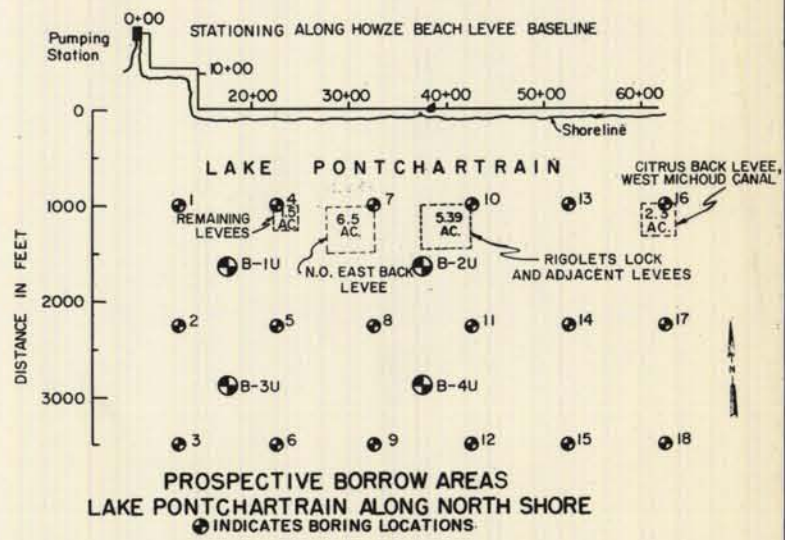 0+00
STATIONING ALONG HOWZE BEACH LEVEE BASELINE
Pumping
Station
10+00
20+00 30+00 40+00 50+00 60+00
0
Shoreline
LAKE PONTCHARTRAIN
CITRUS BACK LEVEE,
WEST MICHOUD CANAL
1000
1 4 7 10 13 16
REMAINING
LEVEES
1.5
AC.
6.5
AC.
5.39
AC.
2.3
AC.
N.O. EAST BACK
LEVEE
RIGOLETS LOCK
AND ADJACENT LEVEES
B-1U B-2U
DISTANCE IN FEET
2000
2 5 8 11 14 17
N
B-3U B-4U
3000
3 6 9 12 15 18
PROSPECTIVE BORROW AREAS
LAKE PONTCHARTRAIN ALONG NORTH SHORE
INDICATES BORING LOCATIONS